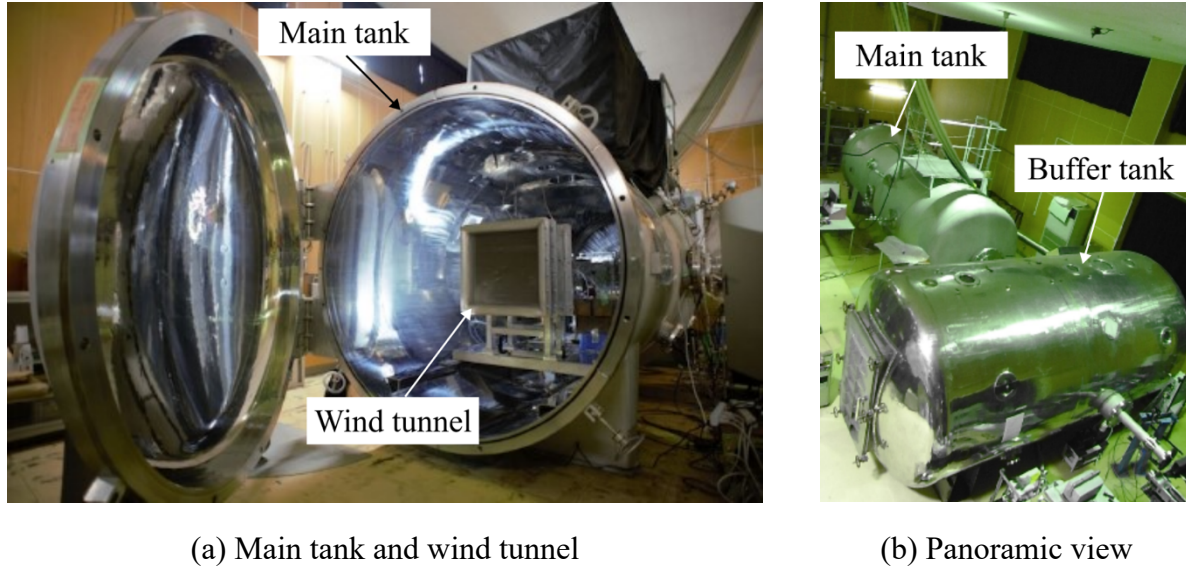 Main tank
Wind tunnel
(a) Main tank and wind tunnel
Main tank
Buffer tank
(b) Panoramic view